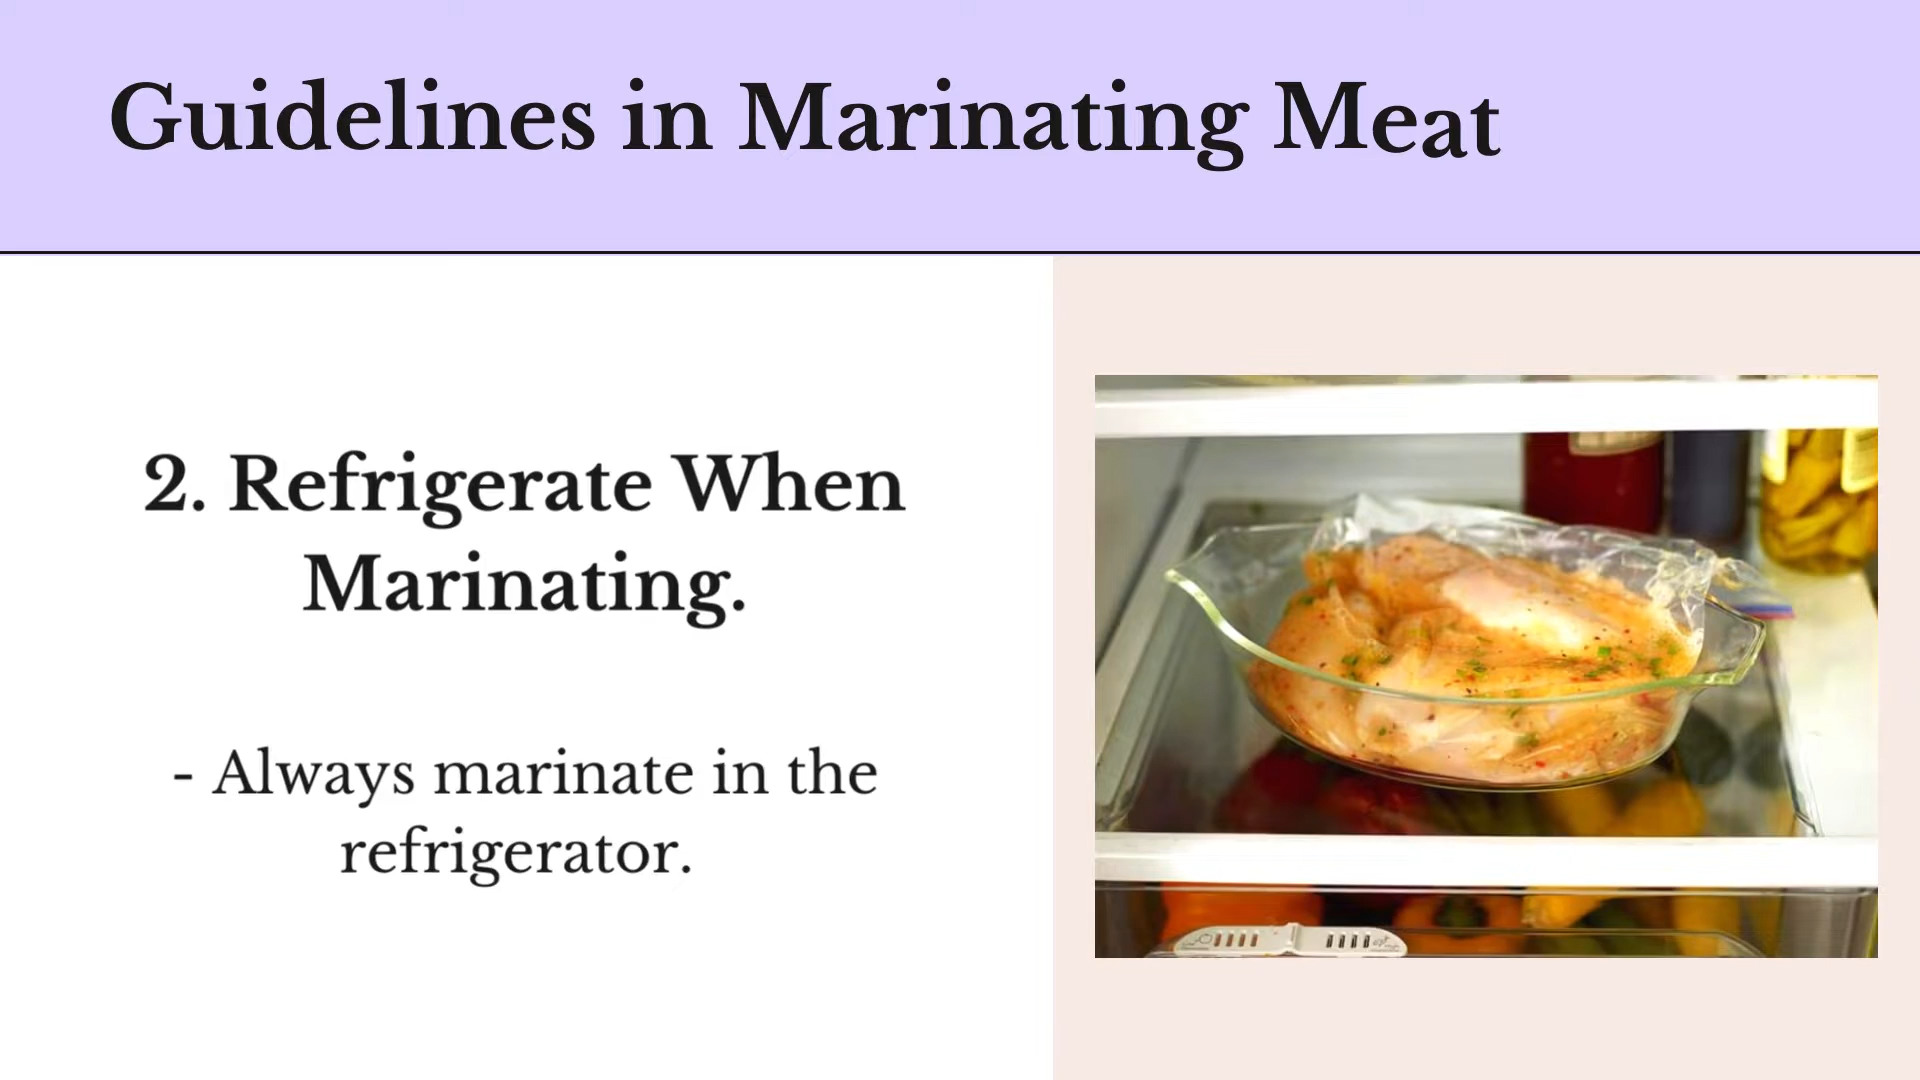 Guidelines in Marinating Meat
2. Refrigerate When
Marinating.
- Always marinate in the
refrigerator.